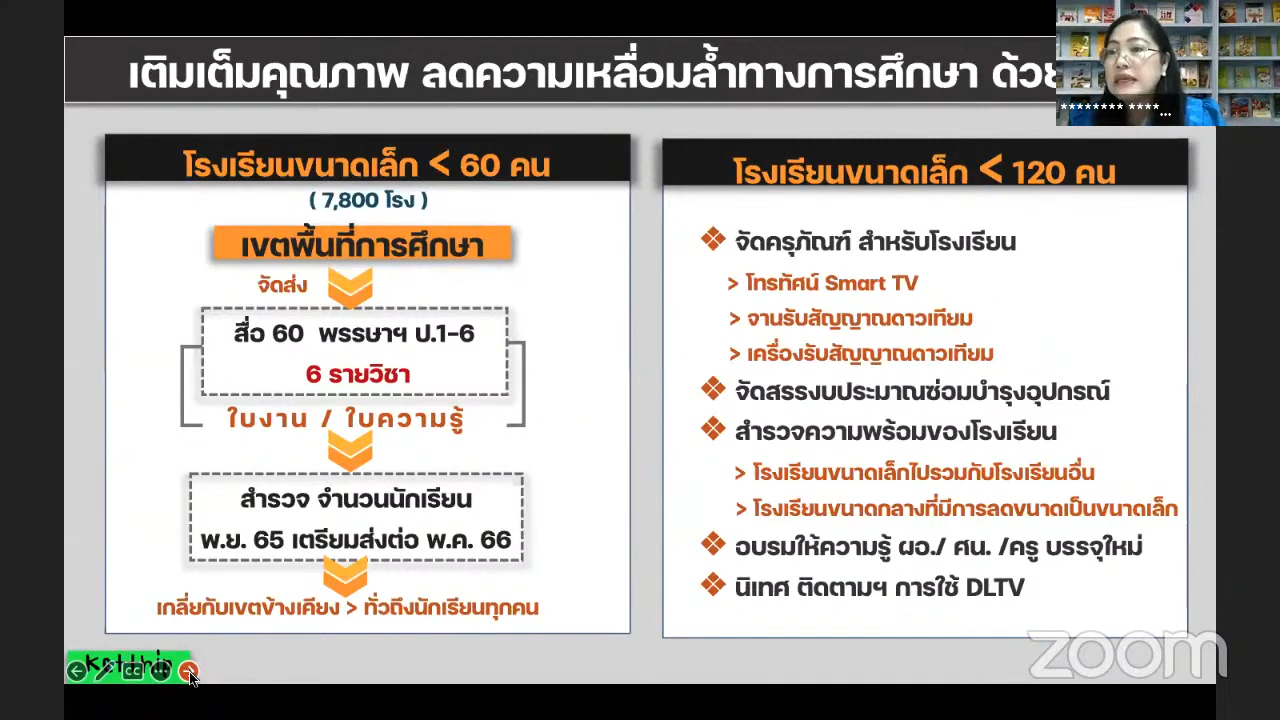 เติมเต็มคุณภาพ ลดความเหลื่อมล้ำทางการศึกษา ด้วย
******** ****...
โรงเรียนขนาดเล็ก < 60 คน
( 7,800 โรง )
เขตพื้นที่การศึกษา
จัดส่ง
สื่อ 60 พรรษาฯ ป.1-6
6 รายวิชา
ใบงาน / ใบความรู้
สำรวจ จำนวนนักเรียน
พ.ย. 65 เตรียมส่งต่อ พ.ค. 66
เกลี่ยกับเขตข้างเคียง > ทั่วถึงนักเรียนทุกคน
โรงเรียนขนาดเล็ก < 120 คน
❖ จัดครุภัณฑ์ สำหรับโรงเรียน
> โทรทัศน์ Smart TV
> จานรับสัญญาณดาวเทียม
> เครื่องรับสัญญาณดาวเทียม
❖ จัดสรรงบประมาณซ่อมบำรุงอุปกรณ์
❖ สำรวจความพร้อมของโรงเรียน
> โรงเรียนขนาดเล็กไปรวมกับโรงเรียนอื่น
> โรงเรียนขนาดกลางที่มีการลดขนาดเป็นขนาดเล็ก
❖ อบรมให้ความรู้ ผอ./ ศน. /ครู บรรจุใหม่
❖ นิเทศ ติดตามฯ การใช้ DLTV
CC
zoom